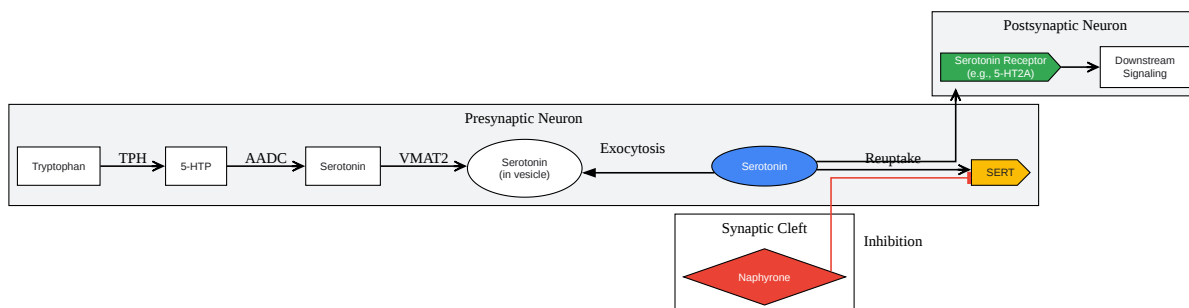 Postsynaptic Neuron
Serotonin Receptor
(e.g., 5-HT2A)
Downstream
Signaling
Presynaptic Neuron
Tryptophan
TPH
5-HTP
AADC
Serotonin
VMAT2
Serotonin
(in vesicle)
Exocytosis
Serotonin
Reuptake
SERT
Synaptic Cleft
Inhibition
Naphyrone